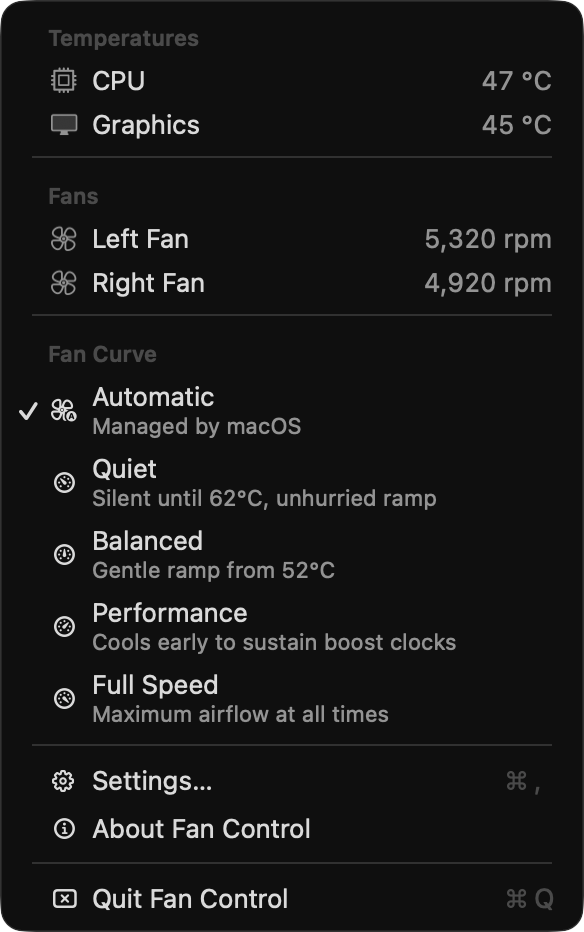 Temperatures
CPU 47 °C
Graphics 45 °C
Fans
Left Fan 5,320 rpm
Right Fan 4,920 rpm
Fan Curve
Automatic
Managed by macOS
Quiet
Silent until 62°C, unhurried ramp
Balanced
Gentle ramp from 52°C
Performance
Cools early to sustain boost clocks
Full Speed
Maximum airflow at all times
Settings... ⌘ ,
About Fan Control
Quit Fan Control ⌘ Q